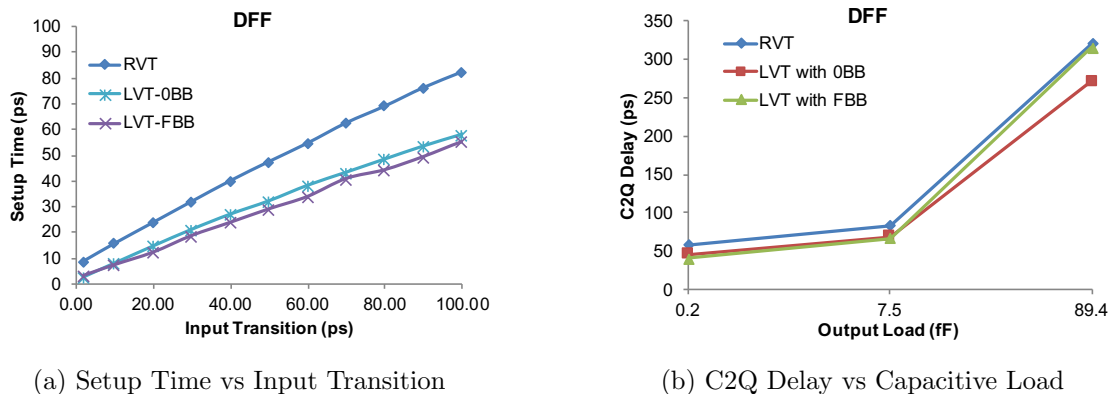 DFF
100
90
80
70
60
50
40
30
20
10
0
Setup Time (ps)
RVT
LVT-0BB
LVT-FBB
0.00 20.00 40.00 60.00 80.00 100.00
Input Transition (ps)
(a) Setup Time vs Input Transition
DFF
350
300
250
200
150
100
50
0
C2Q Delay (ps)
RVT
LVT with 0BB
LVT with FBB
0.2 7.5 89.4
Output Load (fF)
(b) C2Q Delay vs Capacitive Load